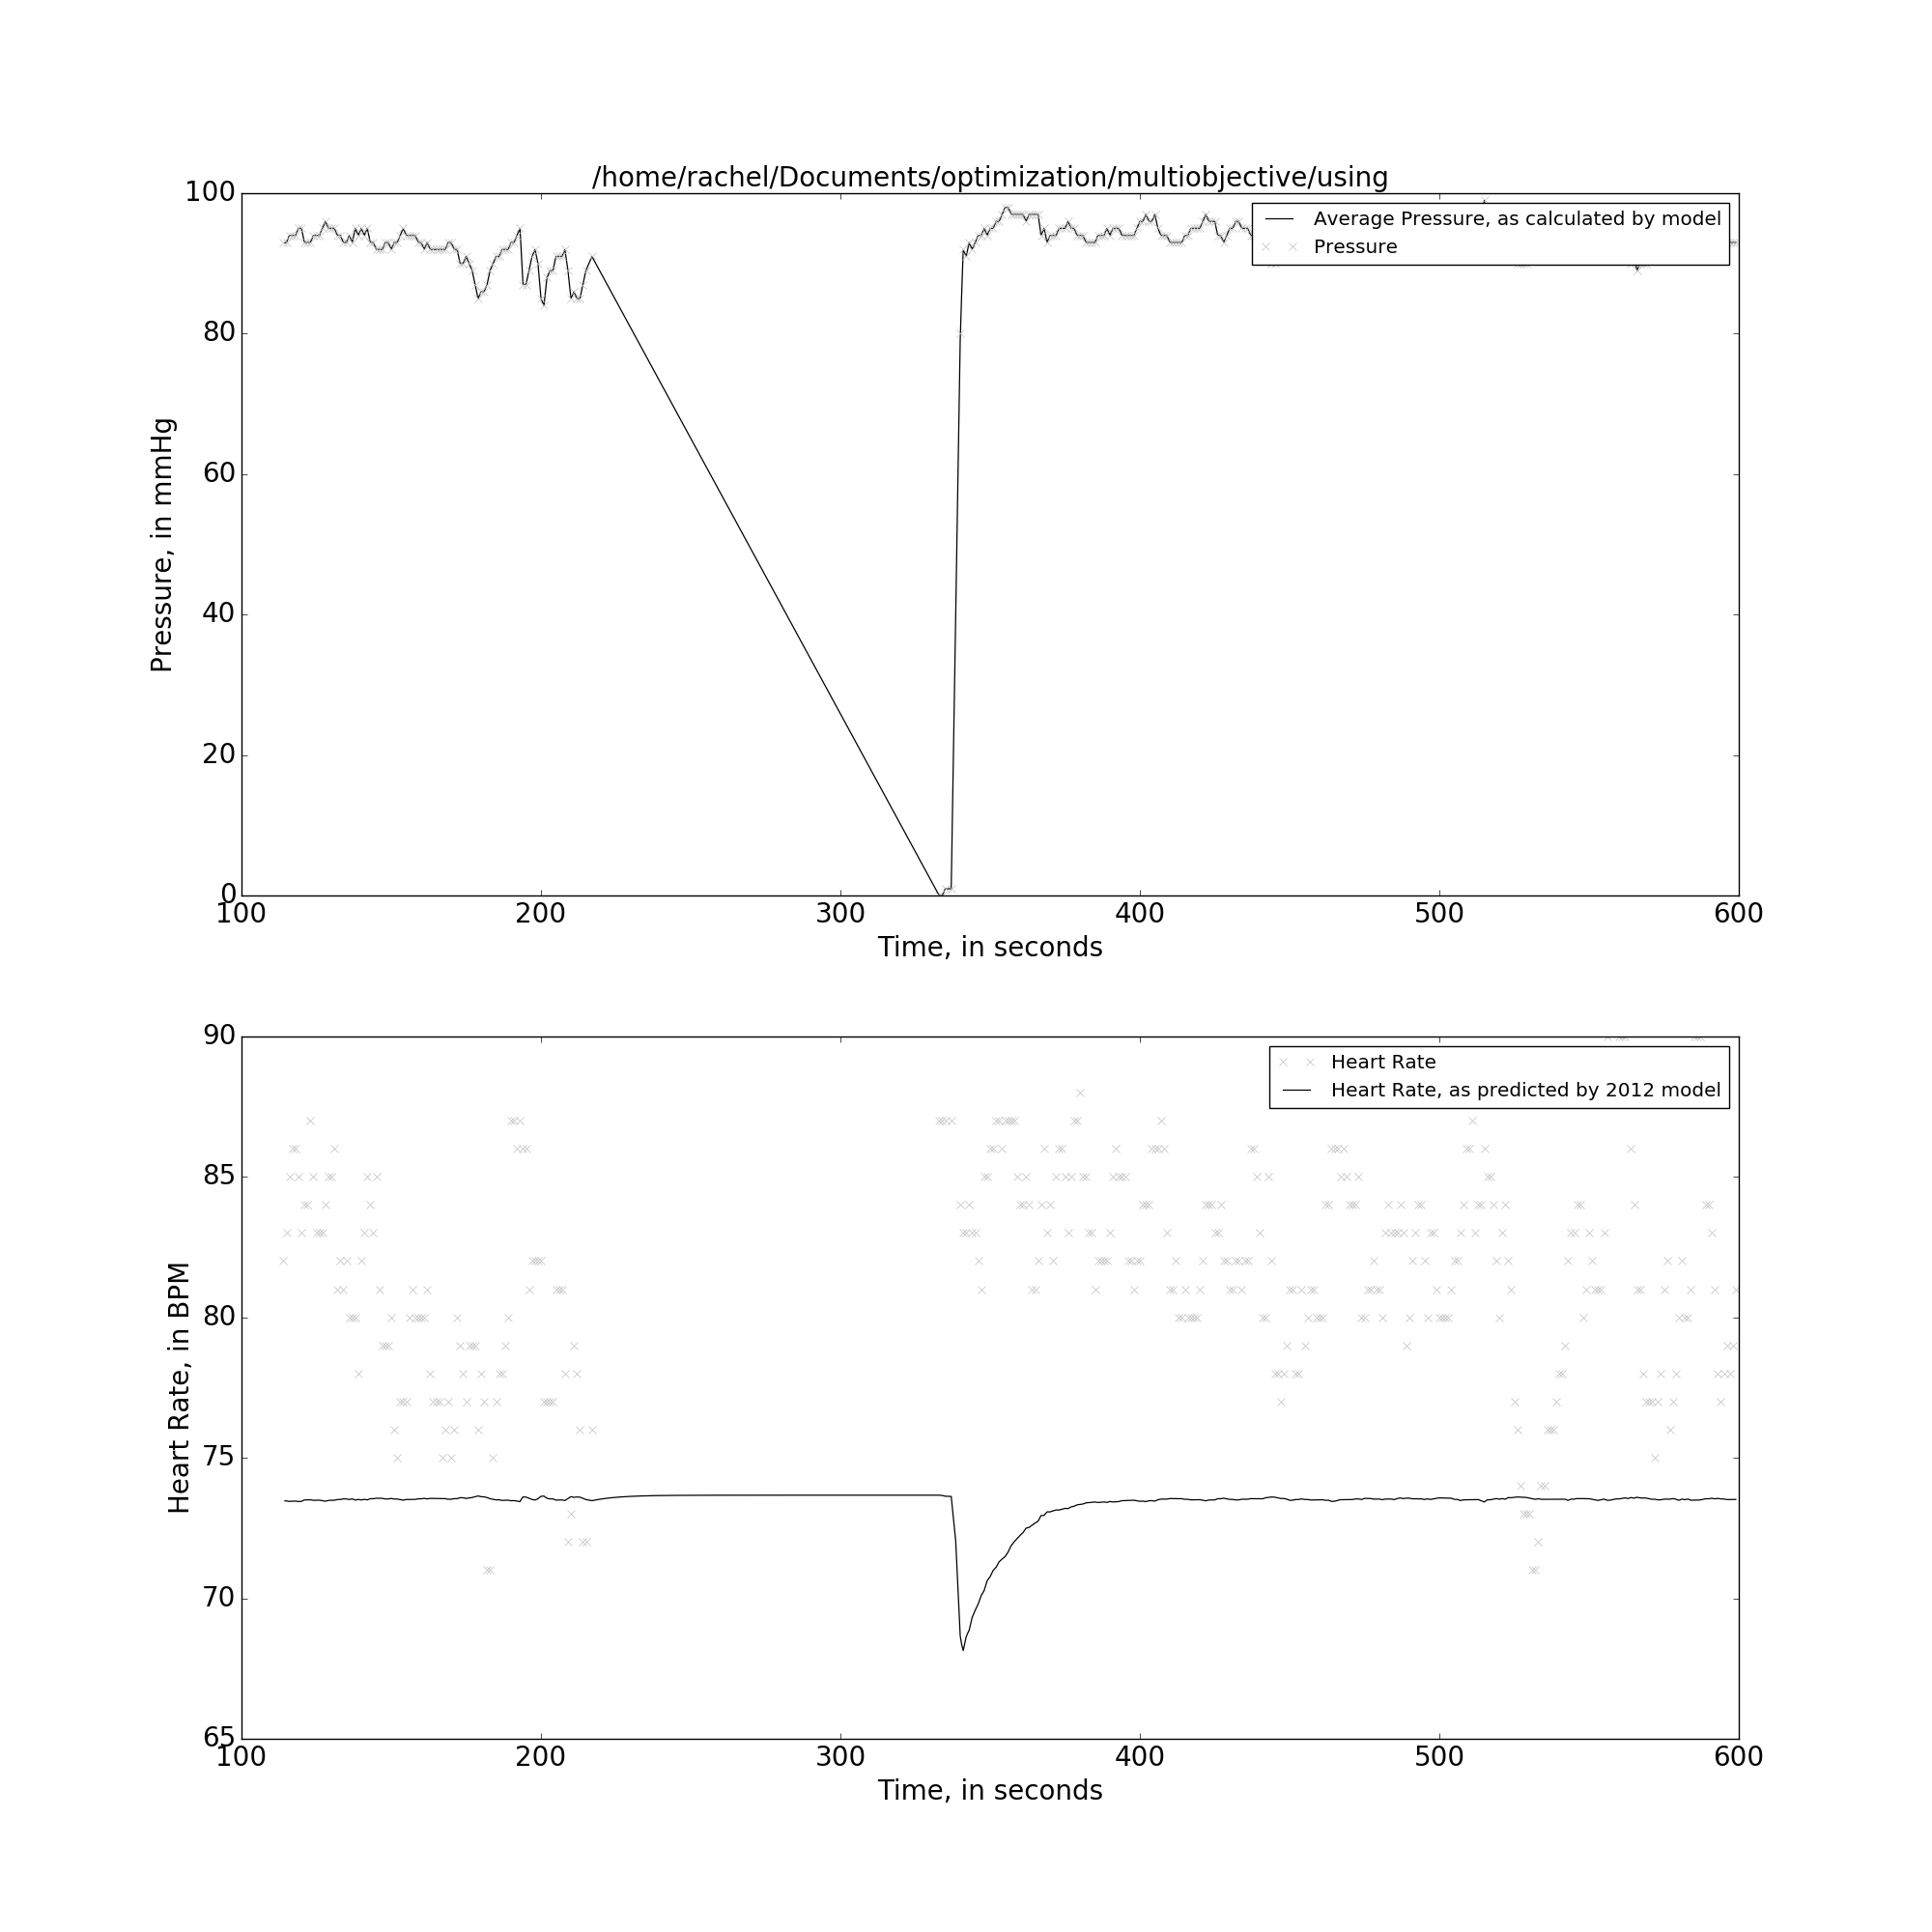 /home/rachel/Documents/optimization/multiobjective/using
100
Average Pressure, as calculated by model
Pressure
80
60
40
20
0
Pressure, in mmHg
100 200 300 400 500 600
Time, in seconds
90
Heart Rate
Heart Rate, as predicted by 2012 model
85
80
75
70
65
Heart Rate, in BPM
100 200 300 400 500 600
Time, in seconds